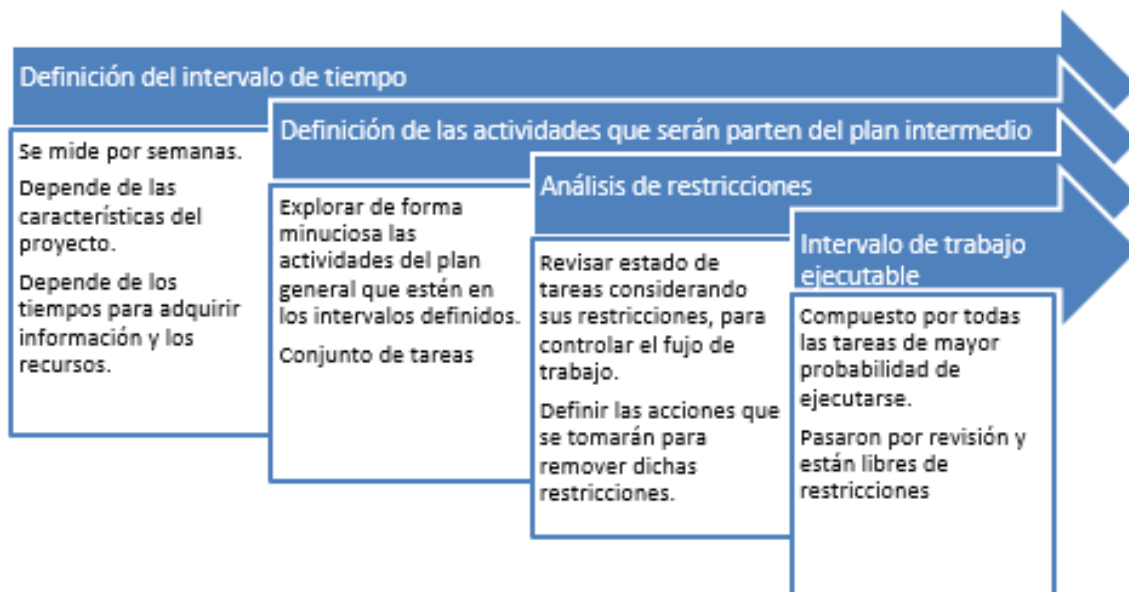 Definición del intervalo de tiempo
Se mide por semanas.
Depende de las
características del
proyecto.
Depende de los
tiempos para adquirir
información y los
recursos.
Definición de las actividades que serán parten del plan intermedio
Explorar de forma
minuciosa las
actividades del plan
general que estén en
los intervalos definidos.
Conjunto de tareas
Análisis de restricciones
Revisar estado de
tareas considerando
sus restricciones, para
controlar el fujo de
trabajo.
Definir las acciones que
se tomarán para
remover dichas
restricciones.
Intervalo de trabajo
ejecutable
Compuesto por todas
las tareas de mayor
probabilidad de
ejecutarse.
Pasaron por revisión y
están libres de
restricciones